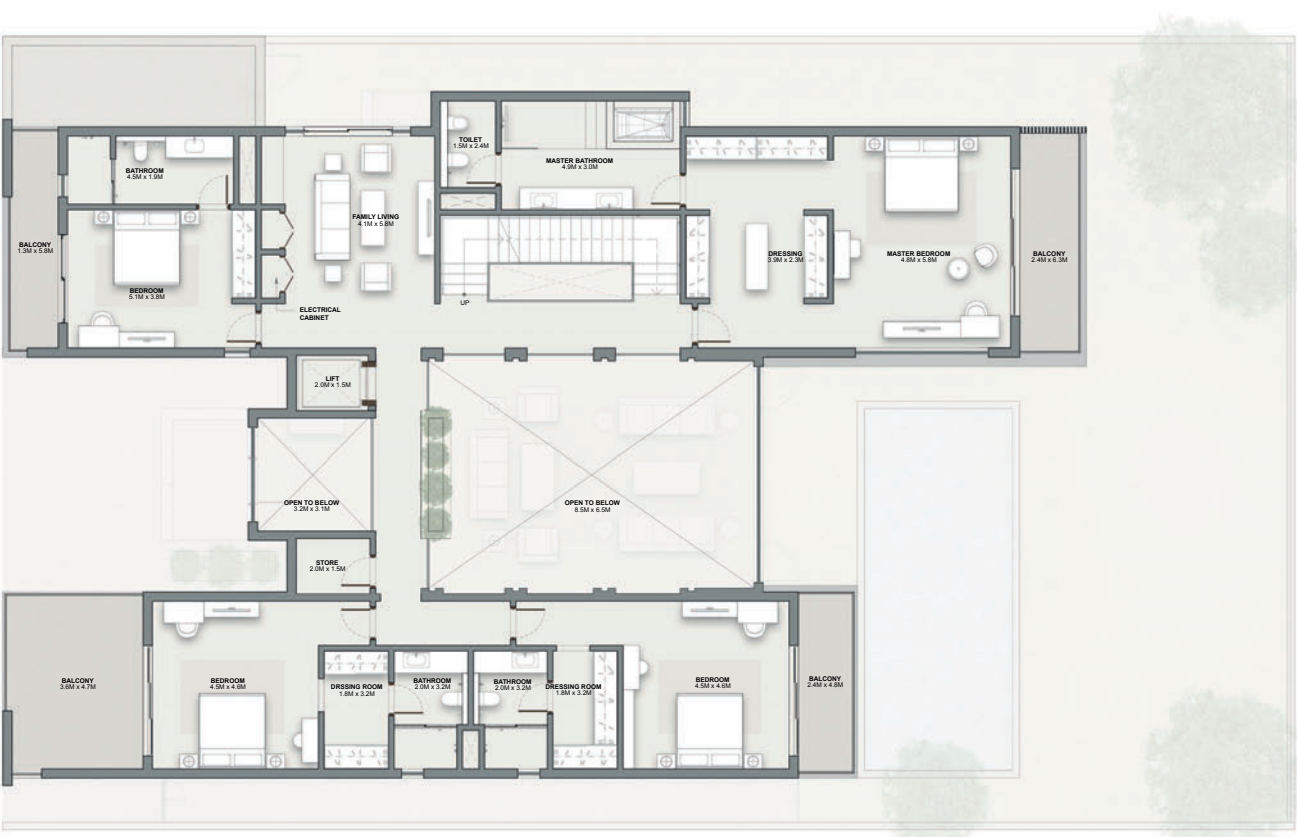 TOILET
1.5M x 2.4M
MASTER BATHROOM
4.9M x 3.0M
BATHROOM
4.5M x 1.9M
FAMILY LIVING
4.1M x 5.8M
BALCONY
1.3M x 5.8M
DRESSING
3.9M x 2.3M
MASTER BEDROOM
4.8M x 5.8M
BALCONY
2.4M x 6.3M
BEDROOM
5.1M x 3.8M
UP
ELECTRICAL
CABINET
LIFT
2.0M x 1.5M
OPEN TO BELOW
3.2M x 3.1M
OPEN TO BELOW
8.5M x 6.5M
STORE
2.0M x 1.5M
BALCONY
3.6M x 4.7M
BEDROOM
4.5M x 4.6M
DRSSING ROOM
1.8M x 3.2M
BATHROOM
2.0M x 3.2M
BATHROOM
2.0M x 3.2M
DRESSING ROOM
1.8M x 3.2M
BEDROOM
4.5M x 4.6M
BALCONY
2.4M x 4.8M